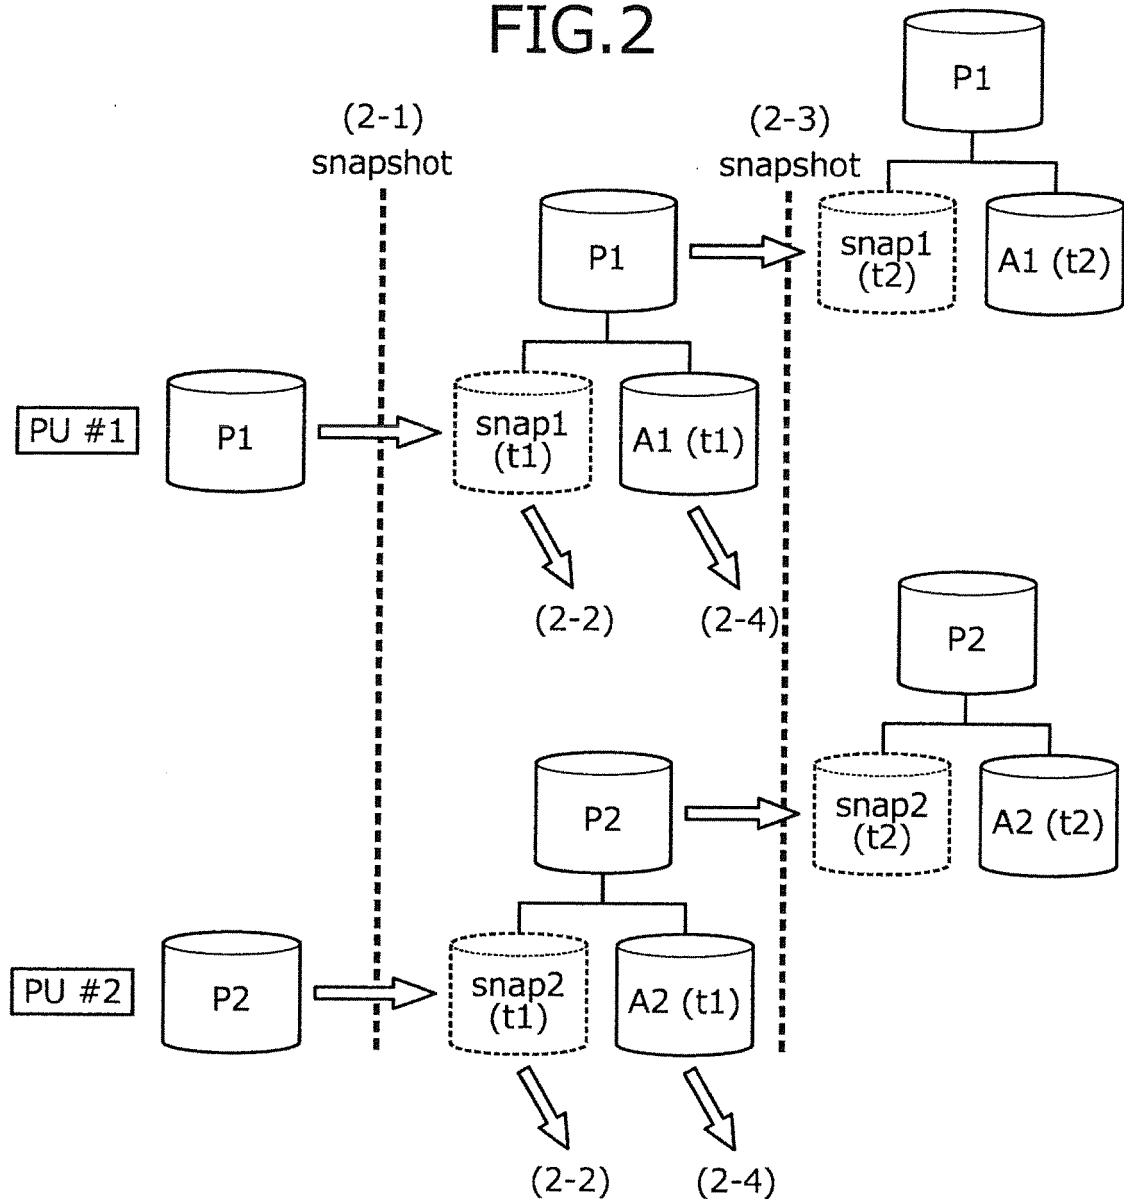 FIG.2
P1
(2-1)
snapshot
(2-3)
snapshot
P1
snap1
(t2)
A1 (t2)
PU #1
P1
snap1
(t1)
A1 (t1)
(2-2)
(2-4)
P2
P2
snap2
(t2)
A2 (t2)
PU #2
P2
snap2
(t1)
A2 (t1)
(2-2)
(2-4)